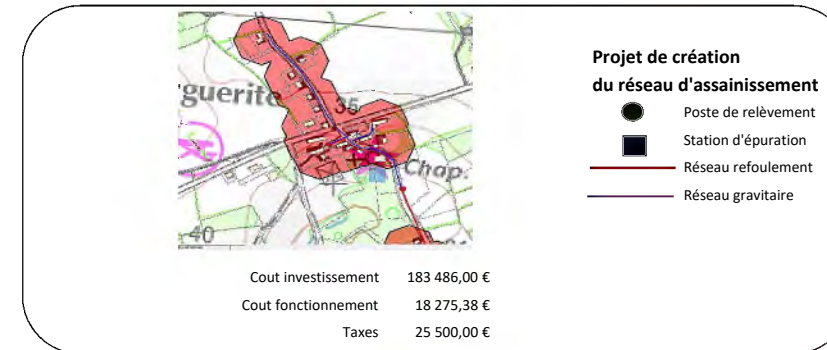 guerite
35
Chap.
40
Projet de création
du réseau d'assainissement
Poste de relèvement
Station d'épuration
Réseau refoulement
Réseau gravitaire
Cout investissement 183 486,00 €
Cout fonctionnement 18 275,38 €
Taxes 25 500,00 €